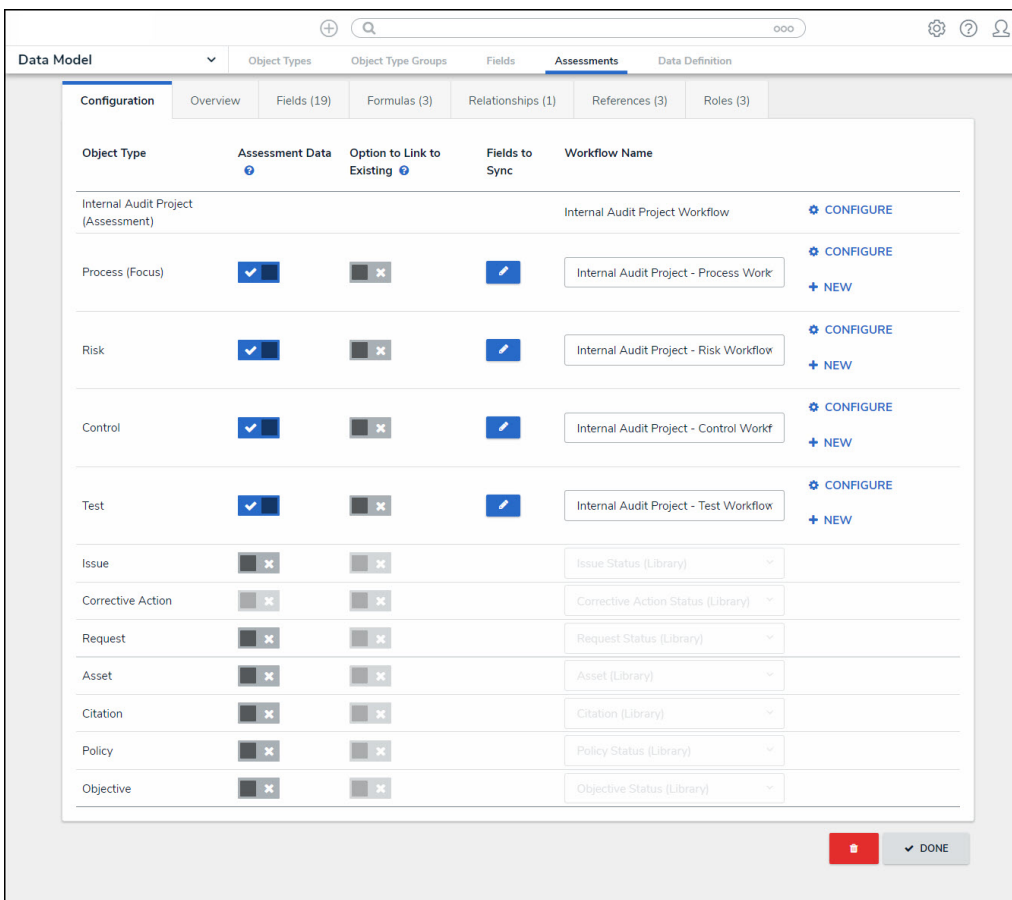 Data Model
Object Types
Object Type Groups
Fields
Assessments
Data Definition
Configuration
Overview
Fields (19)
Formulas (3)
Relationships (1)
References (3)
Roles (3)
Object Type
Assessment Data
Option to Link to
Existing
Fields to
Sync
Workflow Name
Internal Audit Project
(Assessment)
Internal Audit Project Workflow
CONFIGURE
Process (Focus)
Internal Audit Project - Process Work
CONFIGURE
+ NEW
Risk
Internal Audit Project - Risk Workflow
CONFIGURE
+ NEW
Control
Internal Audit Project - Control Workf
CONFIGURE
+ NEW
Test
Internal Audit Project - Test Workflow
CONFIGURE
+ NEW
Issue
Issue Status (Library)
Corrective Action
Corrective Action Status (Library)
Request
Request Status (Library)
Asset
Asset (Library)
Citation
Citation (Library)
Policy
Policy Status (Library)
Objective
Objective Status (Library)
DONE